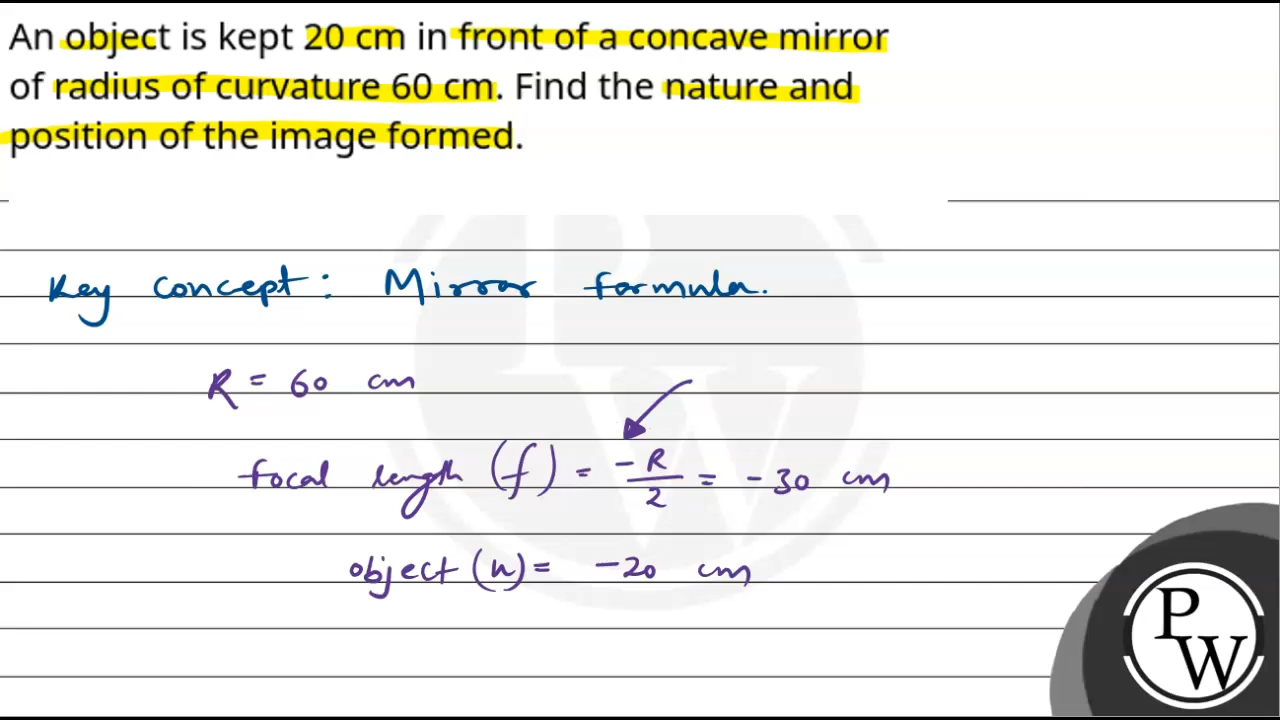 An object is kept 20 cm in front of a concave mirror
of radius of curvature 60 cm. Find the nature and
position of the image formed.
Key concept: Mirror formula.
R = 60 cm
focal length (f) = -R/2 = -30 cm
object (u) = -20 cm
P
W